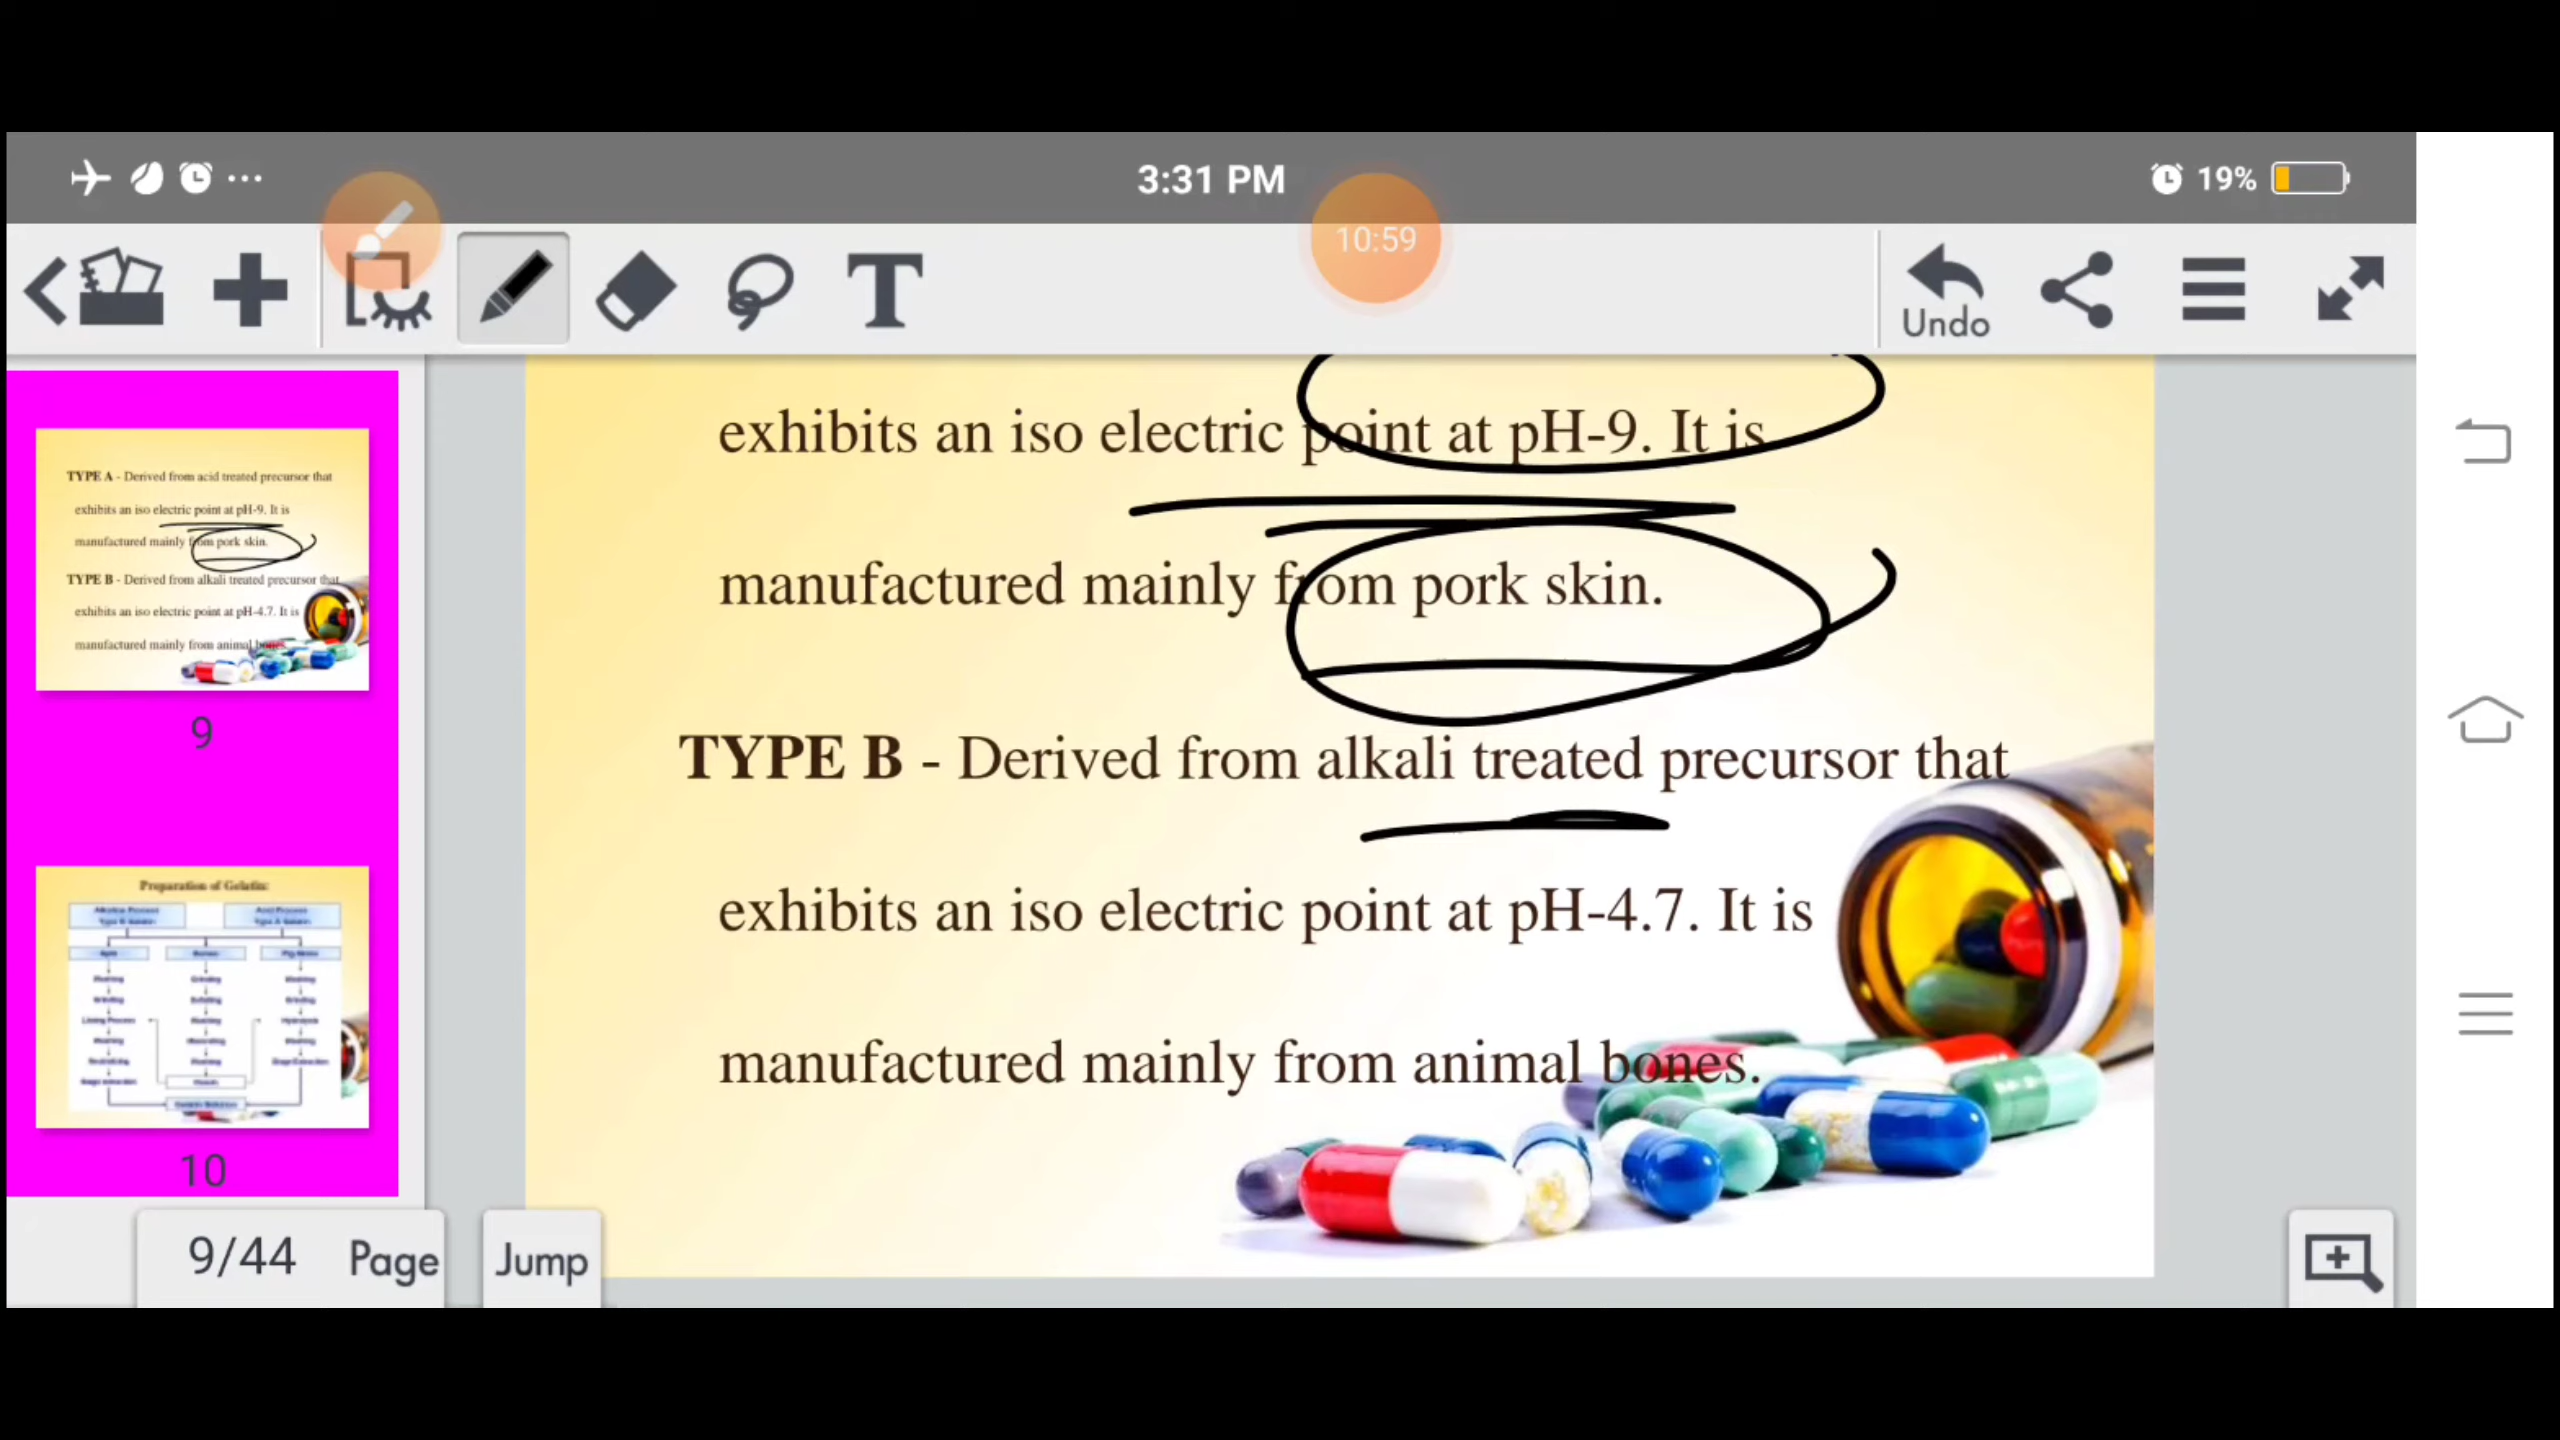 3:31 PM
19%
10:59
T
Undo
exhibits an iso electric point at pH-9. It is
manufactured mainly from pork skin.
TYPE B - Derived from alkali treated precursor that
exhibits an iso electric point at pH-4.7. It is
manufactured mainly from animal bones.
TYPE A - Derived from acid treated precursor that
exhibits an iso electric point at pH-9. It is
manufactured mainly from pork skin.
TYPE B - Derived from alkali treated precursor that
exhibits an iso electric point at pH-4.7. It is
manufactured mainly from animal bones.
9
Preparation of Gelatin:
10
9/44 Page
Jump